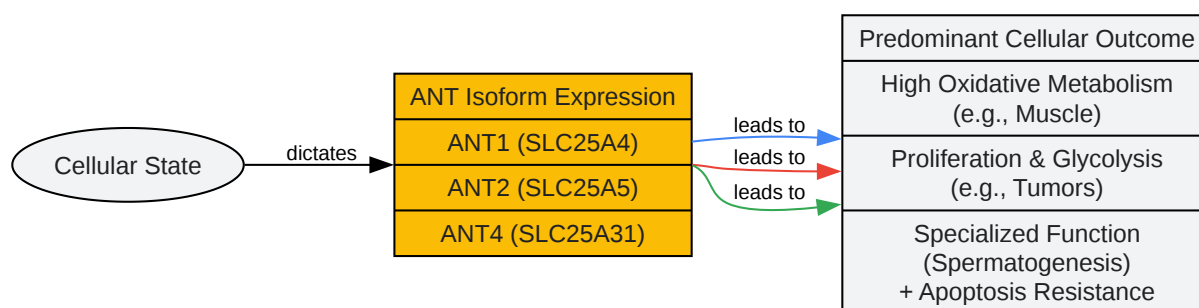 Cellular State
dictates
ANT Isoform Expression
ANT1 (SLC25A4)
ANT2 (SLC25A5)
ANT4 (SLC25A31)
leads to
leads to
leads to
Predominant Cellular Outcome
High Oxidative Metabolism
(e.g., Muscle)
Proliferation & Glycolysis
(e.g., Tumors)
Specialized Function
(Spermatogenesis)
+ Apoptosis Resistance